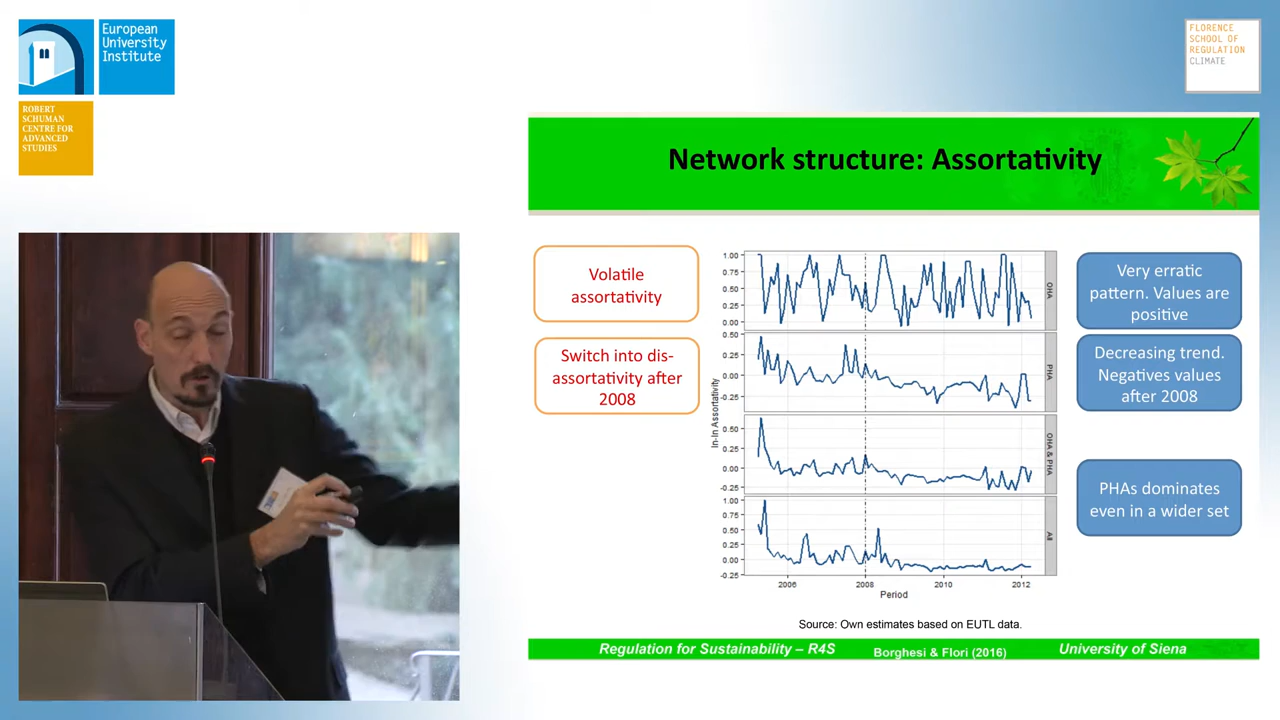 European
University
Institute
ROBERT
SCHUMAN
CENTRE FOR
ADVANCED
STUDIES
FLORENCE
SCHOOL OF
REGULATION
CLIMATE
Network structure: Assortativity
Volatile
assortativity
Switch into dis-
assortativity after
2008
In-In Assortativity
1.00
0.75
0.50
0.25
0.00
OHA
0.50
0.25
0.00
-0.25
PHA
0.50
0.25
0.00
-0.25
OHA & PHA
1.00
0.75
0.50
0.25
0.00
-0.25
All
2006
2008
2010
2012
Period
Very erratic
pattern. Values are
positive
Decreasing trend.
Negatives values
after 2008
PHAs dominates
even in a wider set
Source: Own estimates based on EUTL data.
Regulation for Sustainability – R4S
Borghesi & Flori (2016)
University of Siena